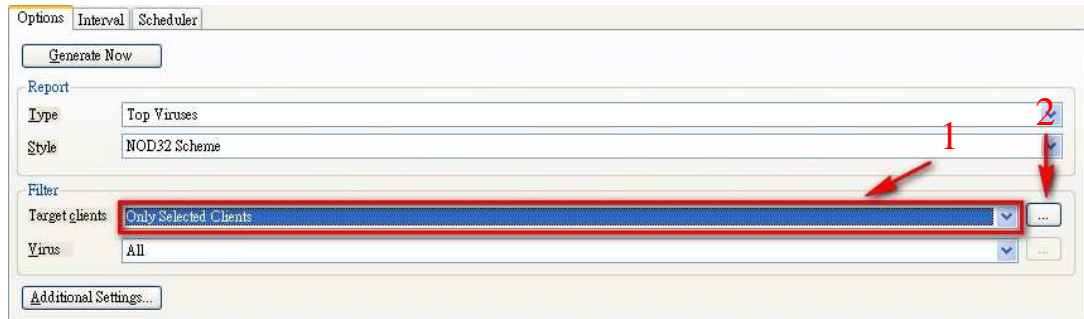 Options Interval Scheduler
Generate Now
Report
Type Top Viruses
2
Style NOD32 Scheme
1
Filter
Target clients Only Selected Clients ...
Virus All ...
Additional Settings...